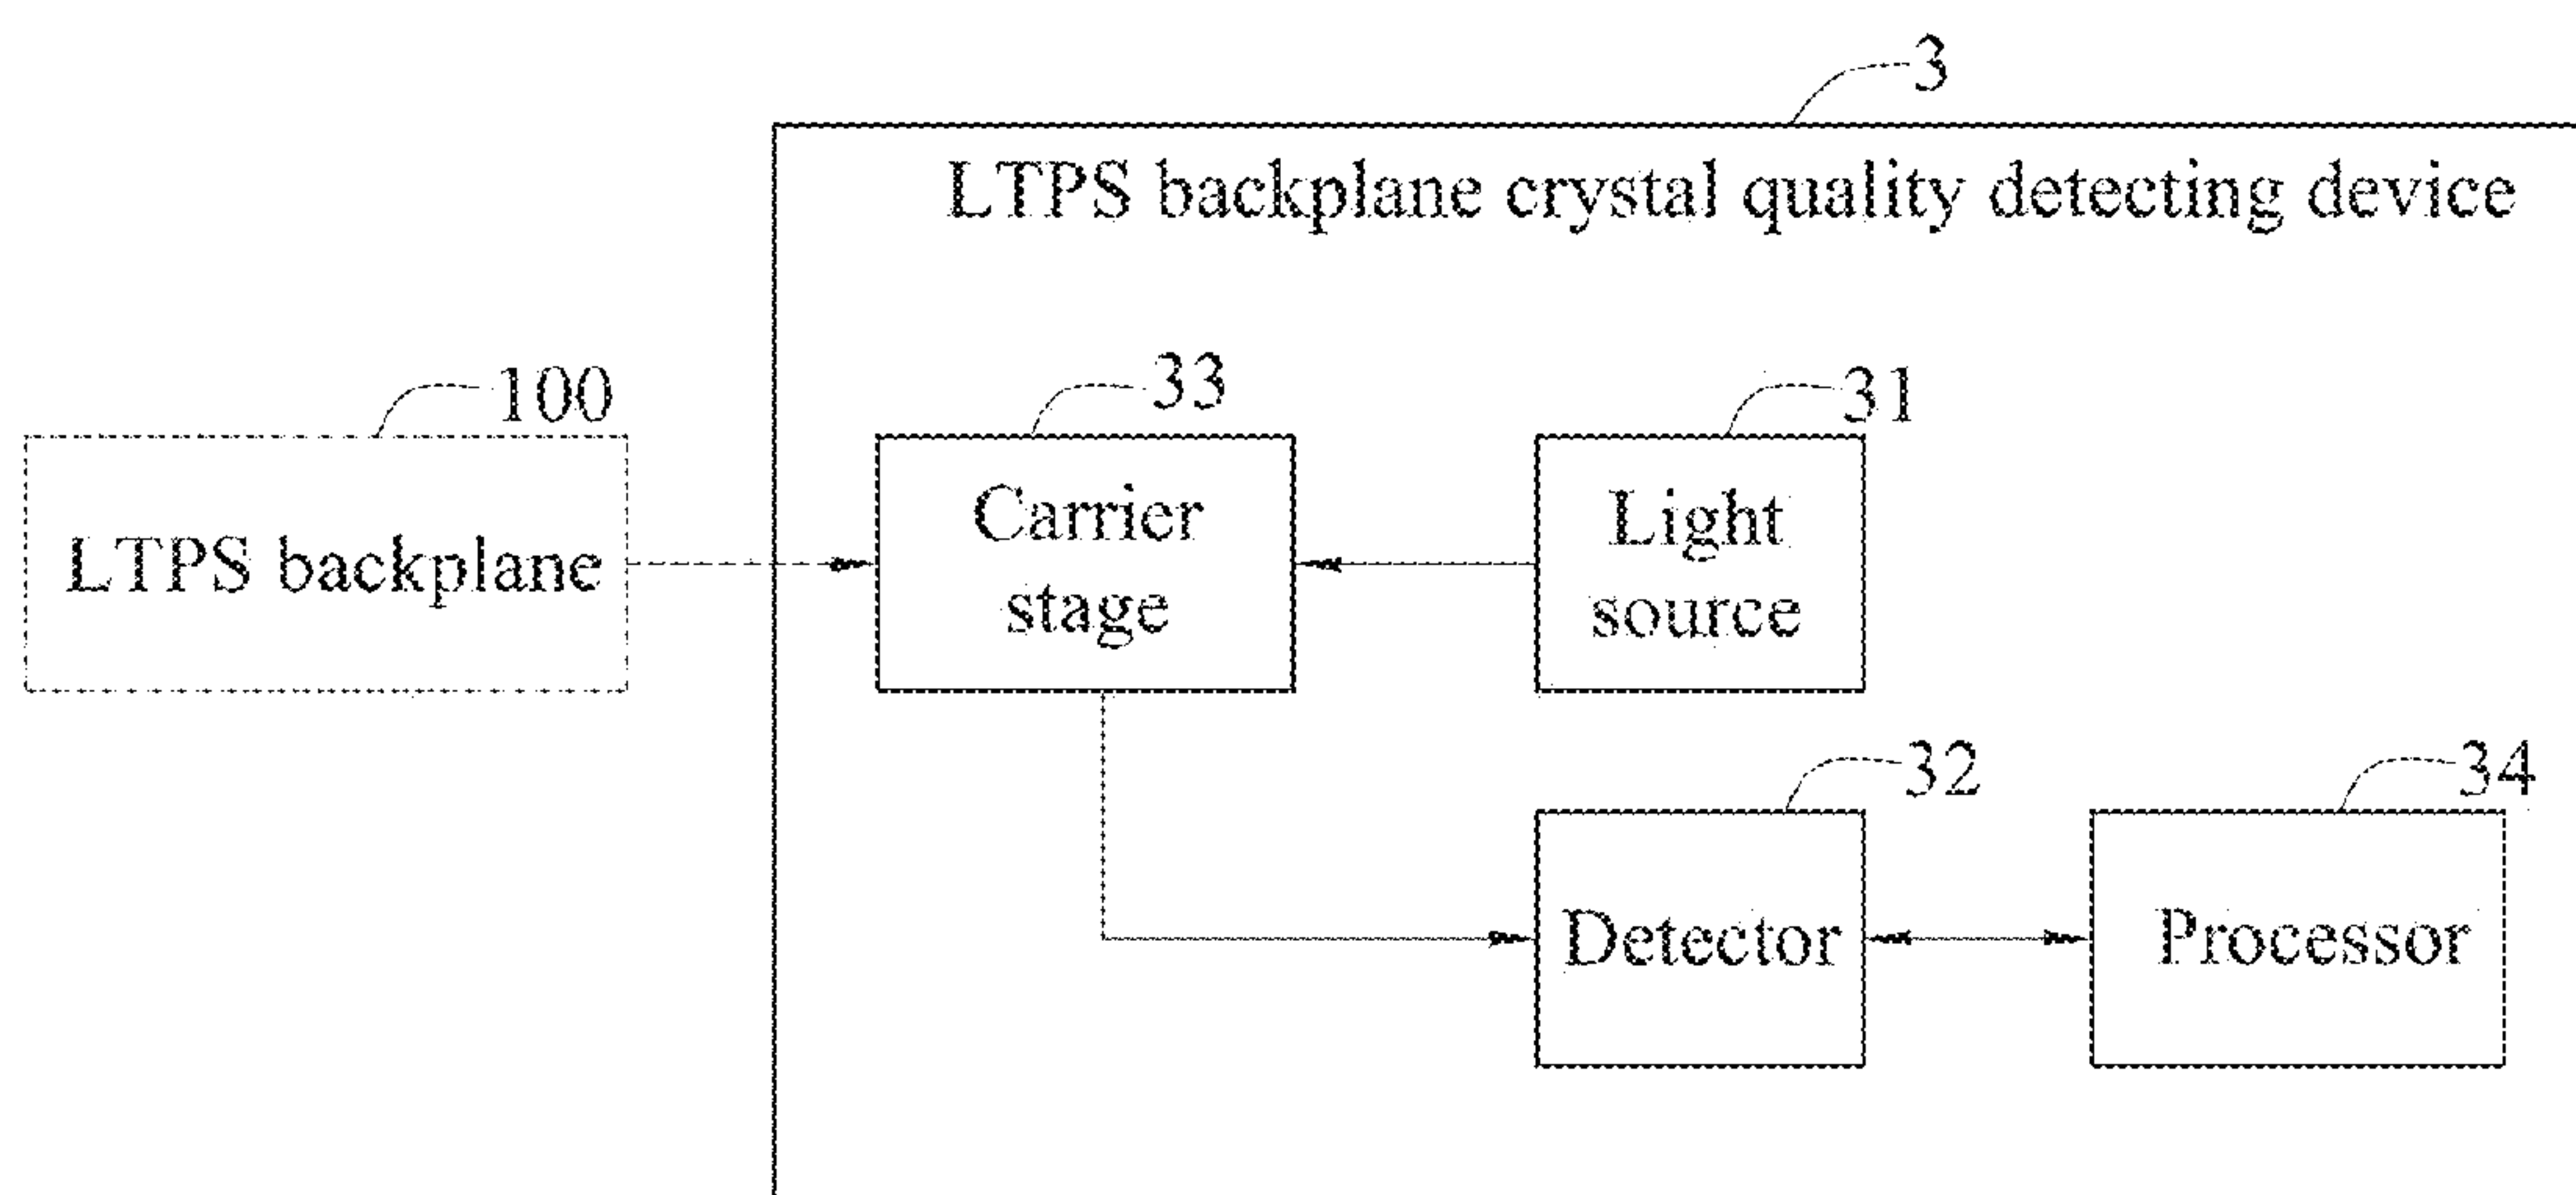 3
LTPS backplane crystal quality detecting device
100
33
31
LTPS backplane
Carrier
stage
Light
source
32
34
Detector
Processor